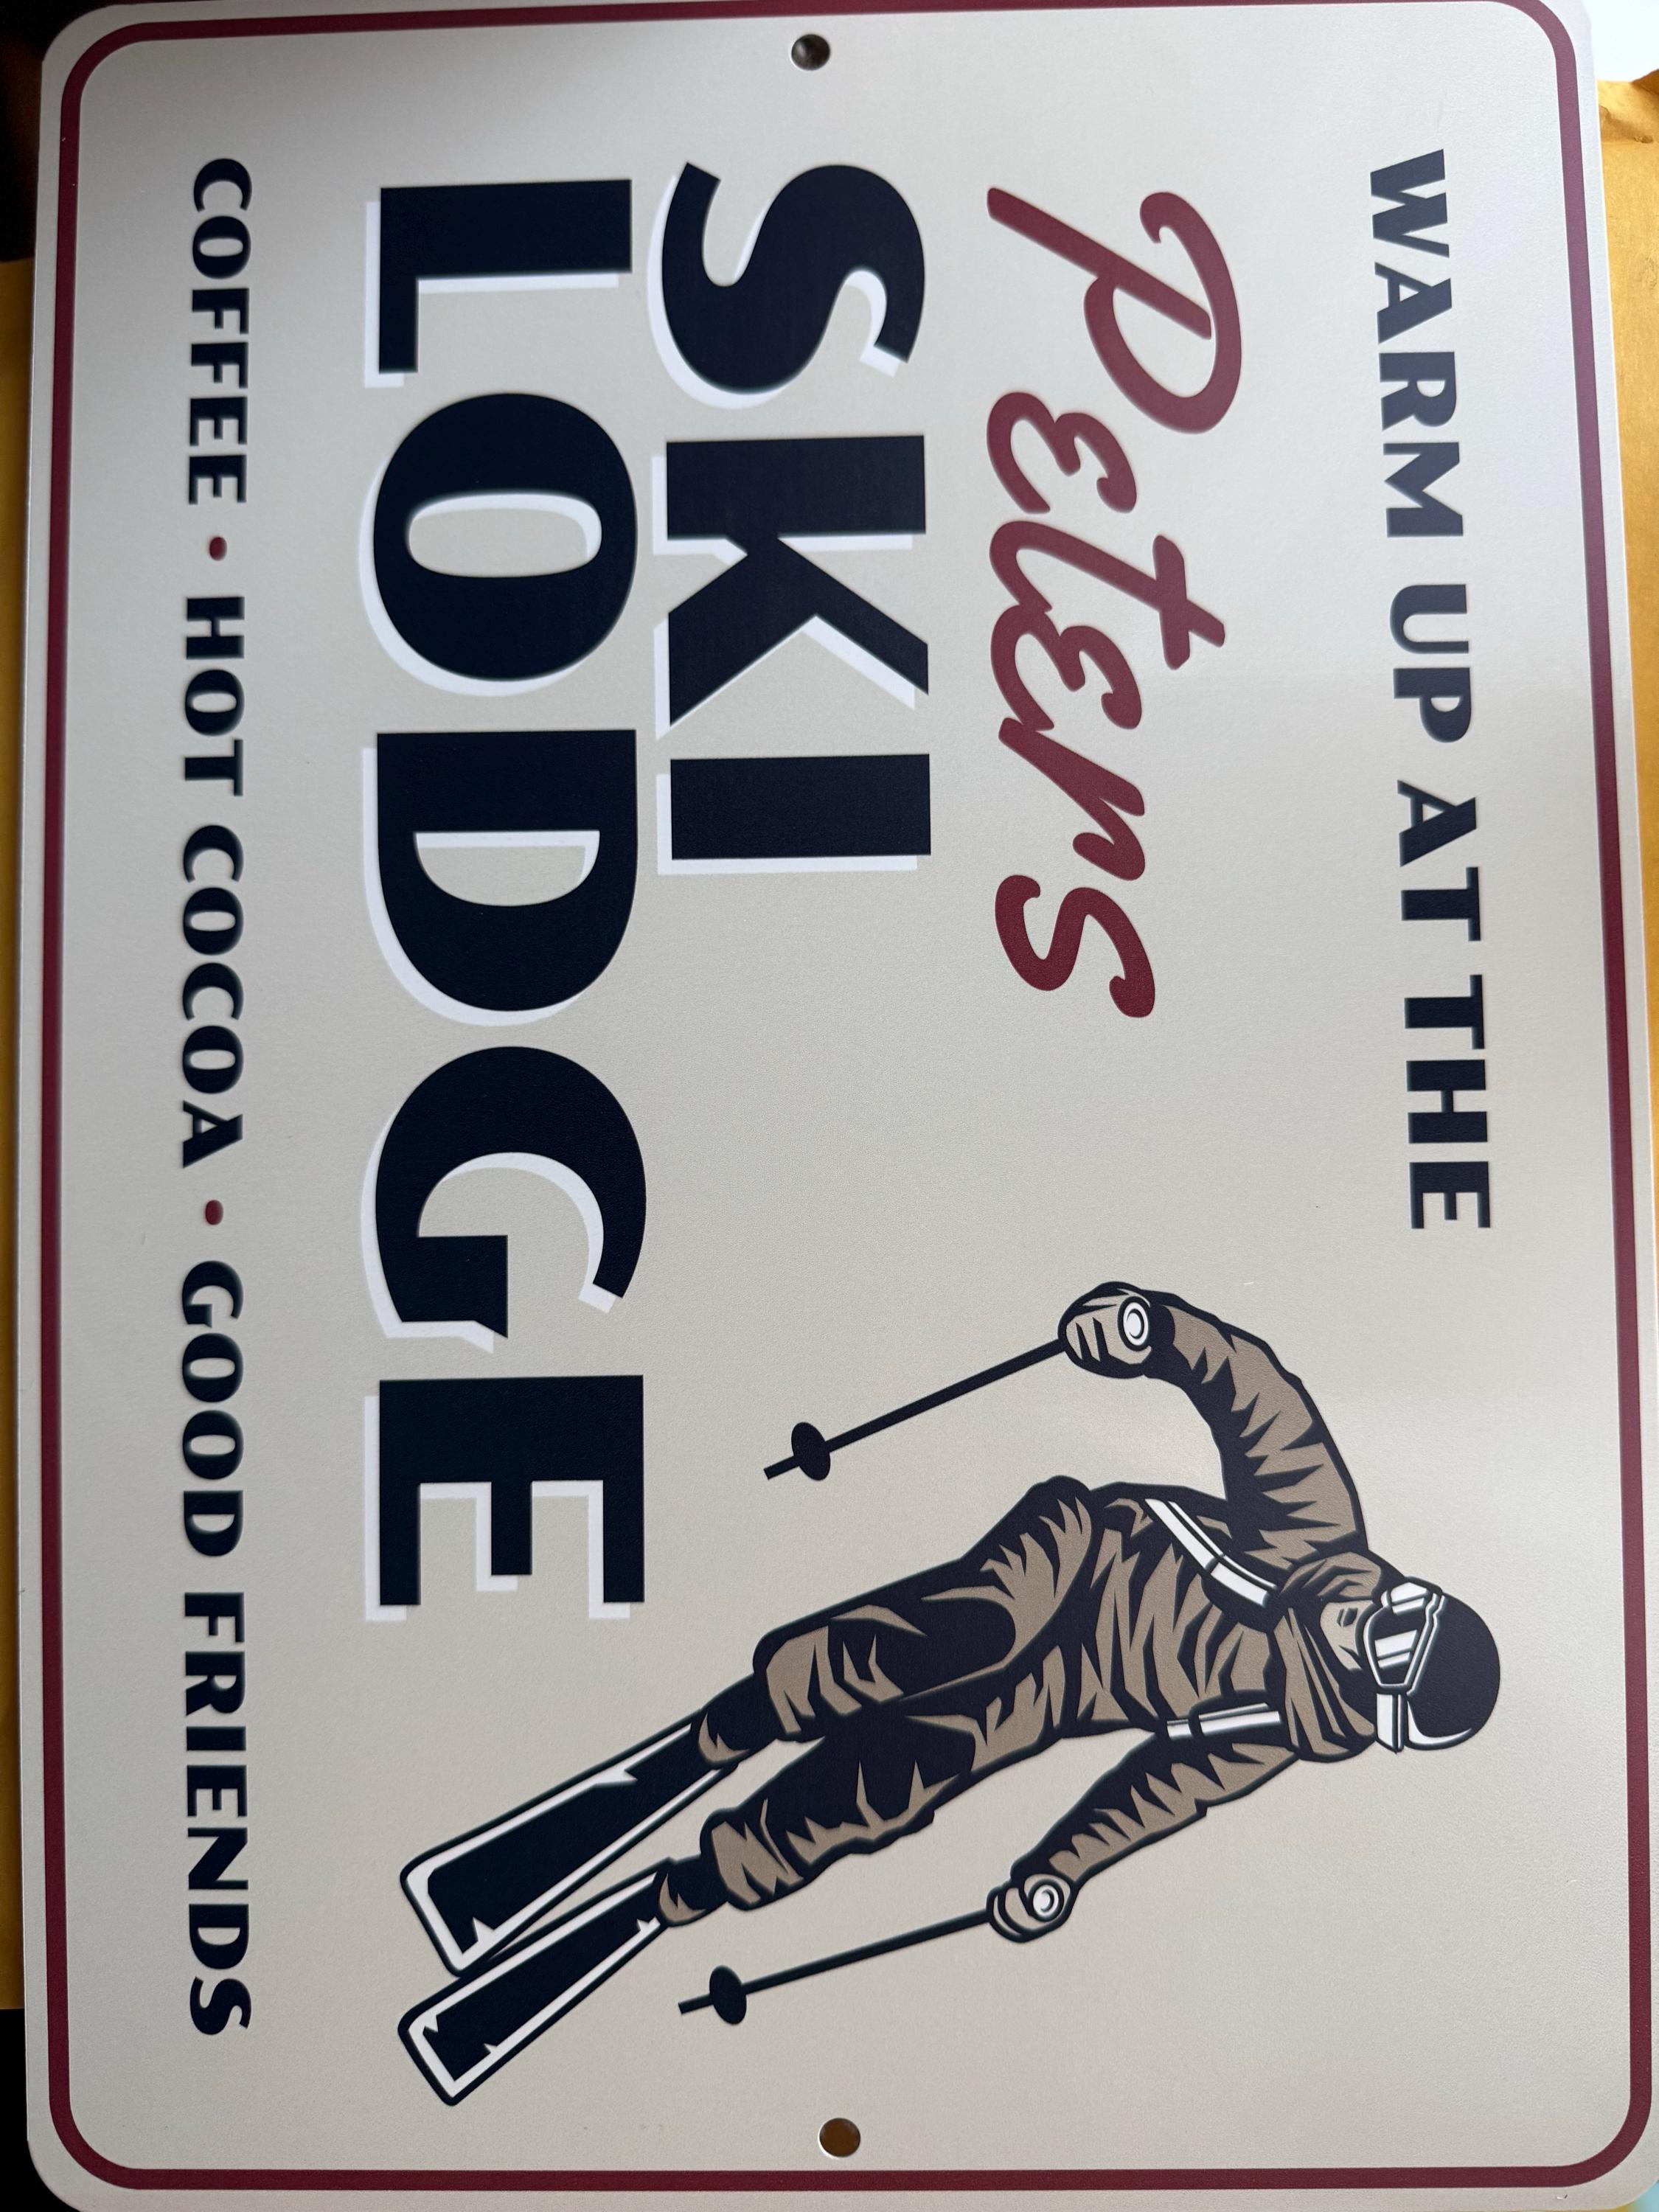 WARM UP AT THE
Peters
SKI
LODGE
COFFEE • HOT COCOA • GOOD FRIENDS